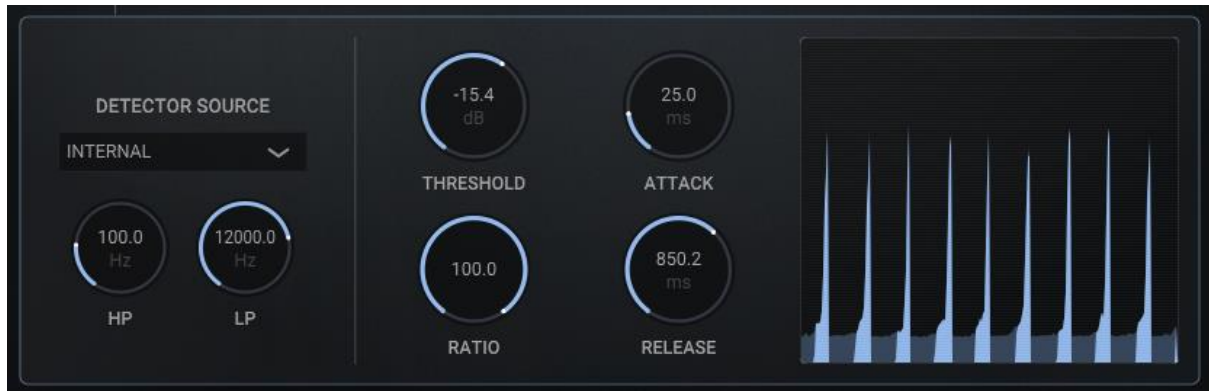 DETECTOR SOURCE
INTERNAL
100.0
Hz
HP
12000.0
Hz
LP
-15.4
dB
THRESHOLD
25.0
ms
ATTACK
100.0
RATIO
850.2
ms
RELEASE